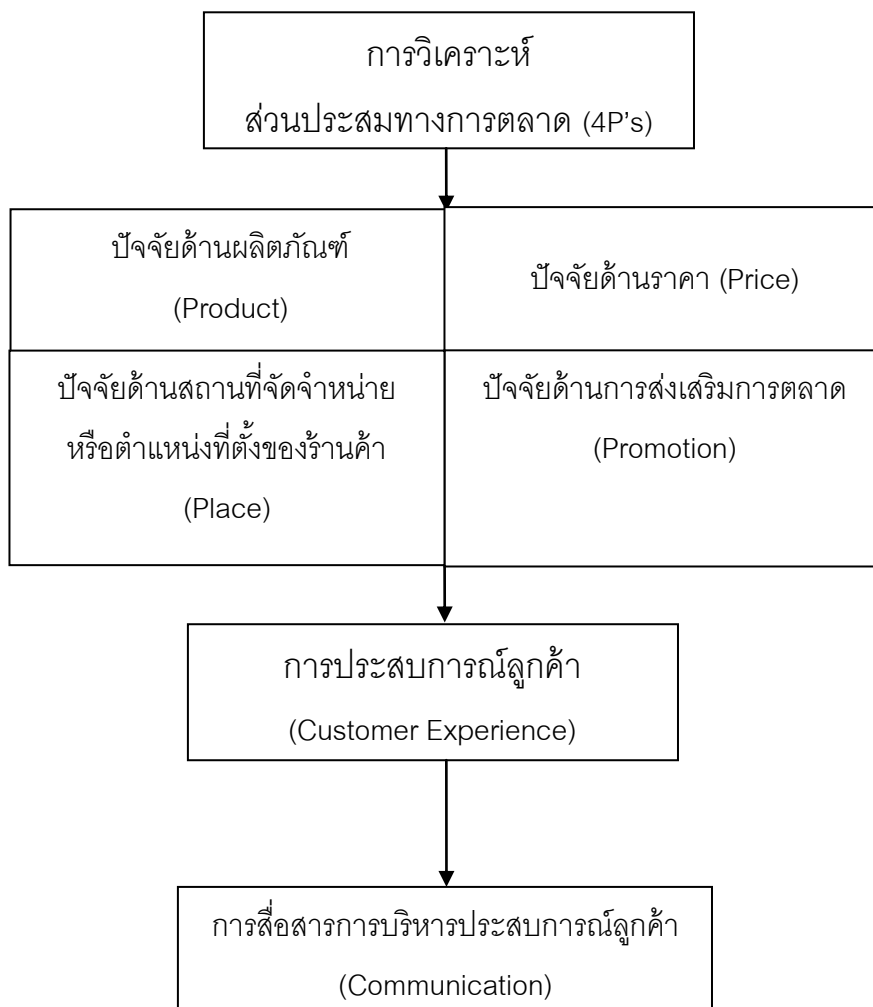 การวิเคราะห์
ส่วนประสมทางการตลาด (4P's)
ปัจจัยด้านผลิตภัณฑ์
(Product)
ปัจจัยด้านราคา (Price)
ปัจจัยด้านสถานที่จัดจำหน่าย
หรือตำแหน่งที่ตั้งของร้านค้า
(Place)
ปัจจัยด้านการส่งเสริมการตลาด
(Promotion)
การประสบการณ์ลูกค้า
(Customer Experience)
การสื่อสารการบริหารประสบการณ์ลูกค้า
(Communication)